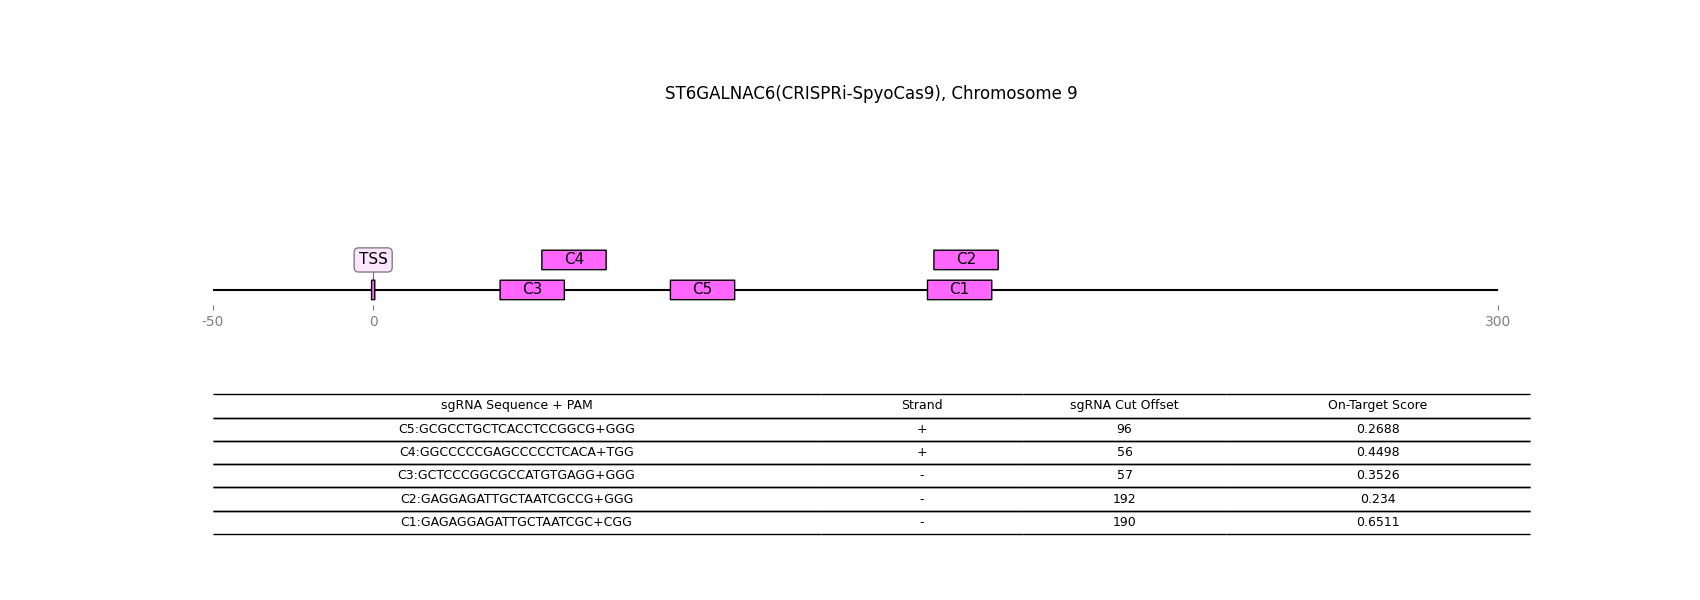 ST6GALNAC6(CRISPRi-SpyoCas9), Chromosome 9
TSS C4 C2
C3 C5 C1
-50 0 300
sgRNA Sequence + PAM Strand sgRNA Cut Offset On-Target Score
C5:GCGCCTGCTCACCTCCGGCG+GGG + 96 0.2688
C4:GGCCCCCGAGCCCCCTCACA+TGG + 56 0.4498
C3:GCTCCCGGCGCCATGTGAGG+GGG - 57 0.3526
C2:GAGGAGATTGCTAATCGCCG+GGG - 192 0.234
C1:GAGAGGAGATTGCTAATCGC+CGG - 190 0.6511